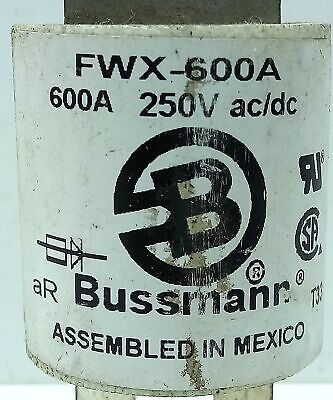 FWX-600A
600A 250V ac/dc
B
aR Bussmann®
ASSEMBLED IN MEXICO